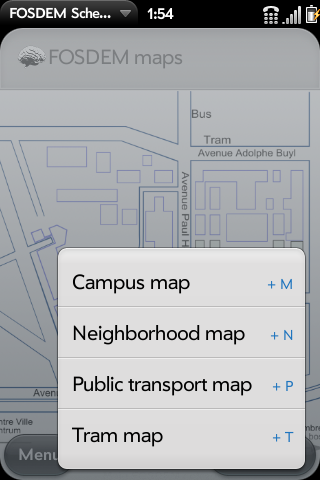 FOSDEM Sche... 1:54
FOSDEM maps
Bus
Tram
Avenue Adolphe Buyl
Avenue Paul H
Campus map + M
Neighborhood map + N
Public transport map + P
Tram map + T
Aven
ntre Ville
ntrum
Menu